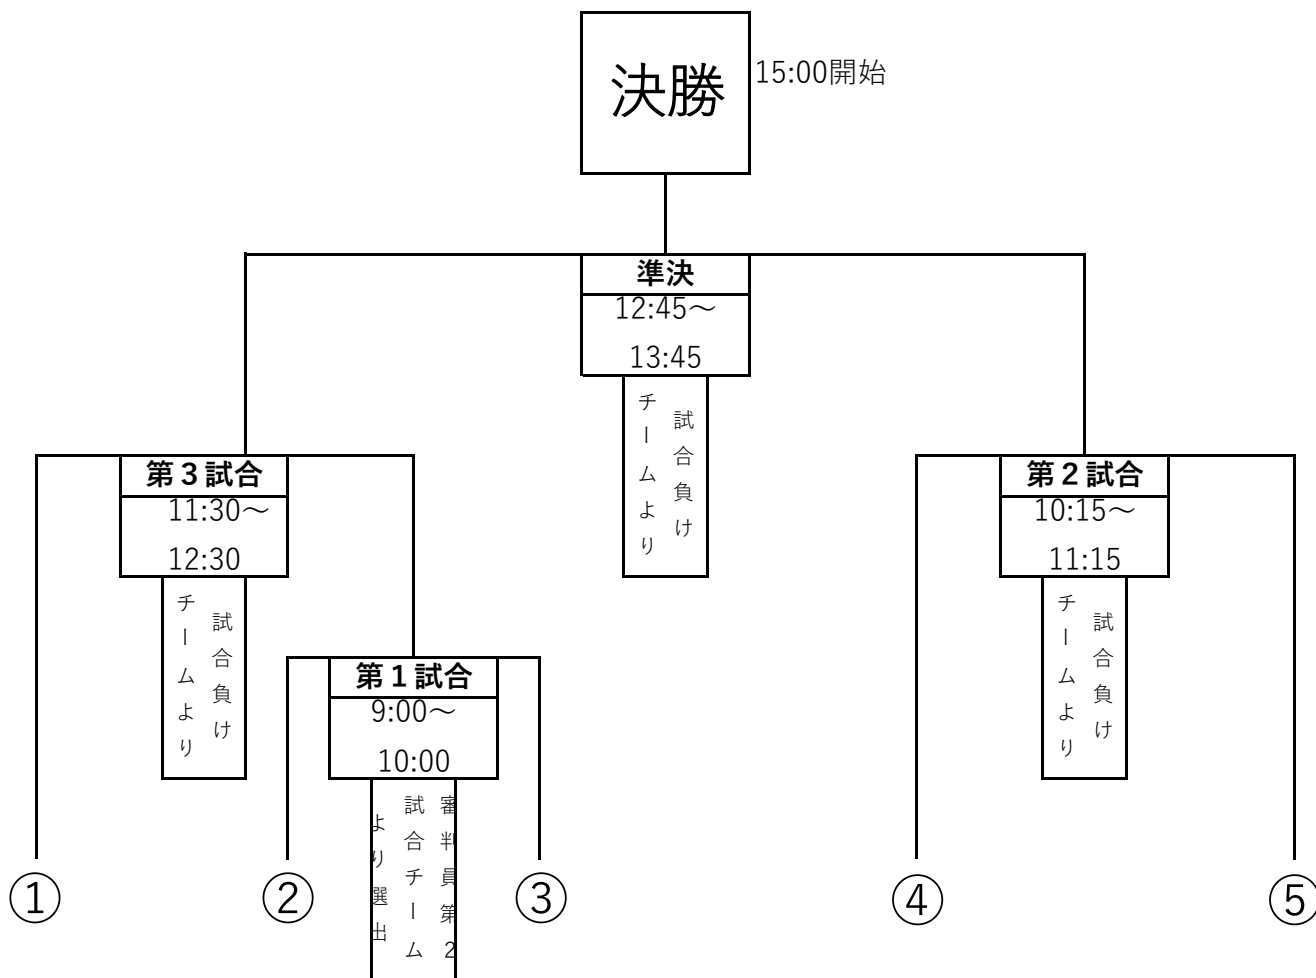 決勝
15:00開始
準決
12:45～
13:45
試合負け
チームより
第３試合
11:30～
12:30
試合負け
チームより
第２試合
10:15～
11:15
試合負け
チームより
第１試合
9:00～
10:00
審判員第2
試合チーム
より選出
①
②
③
④
⑤